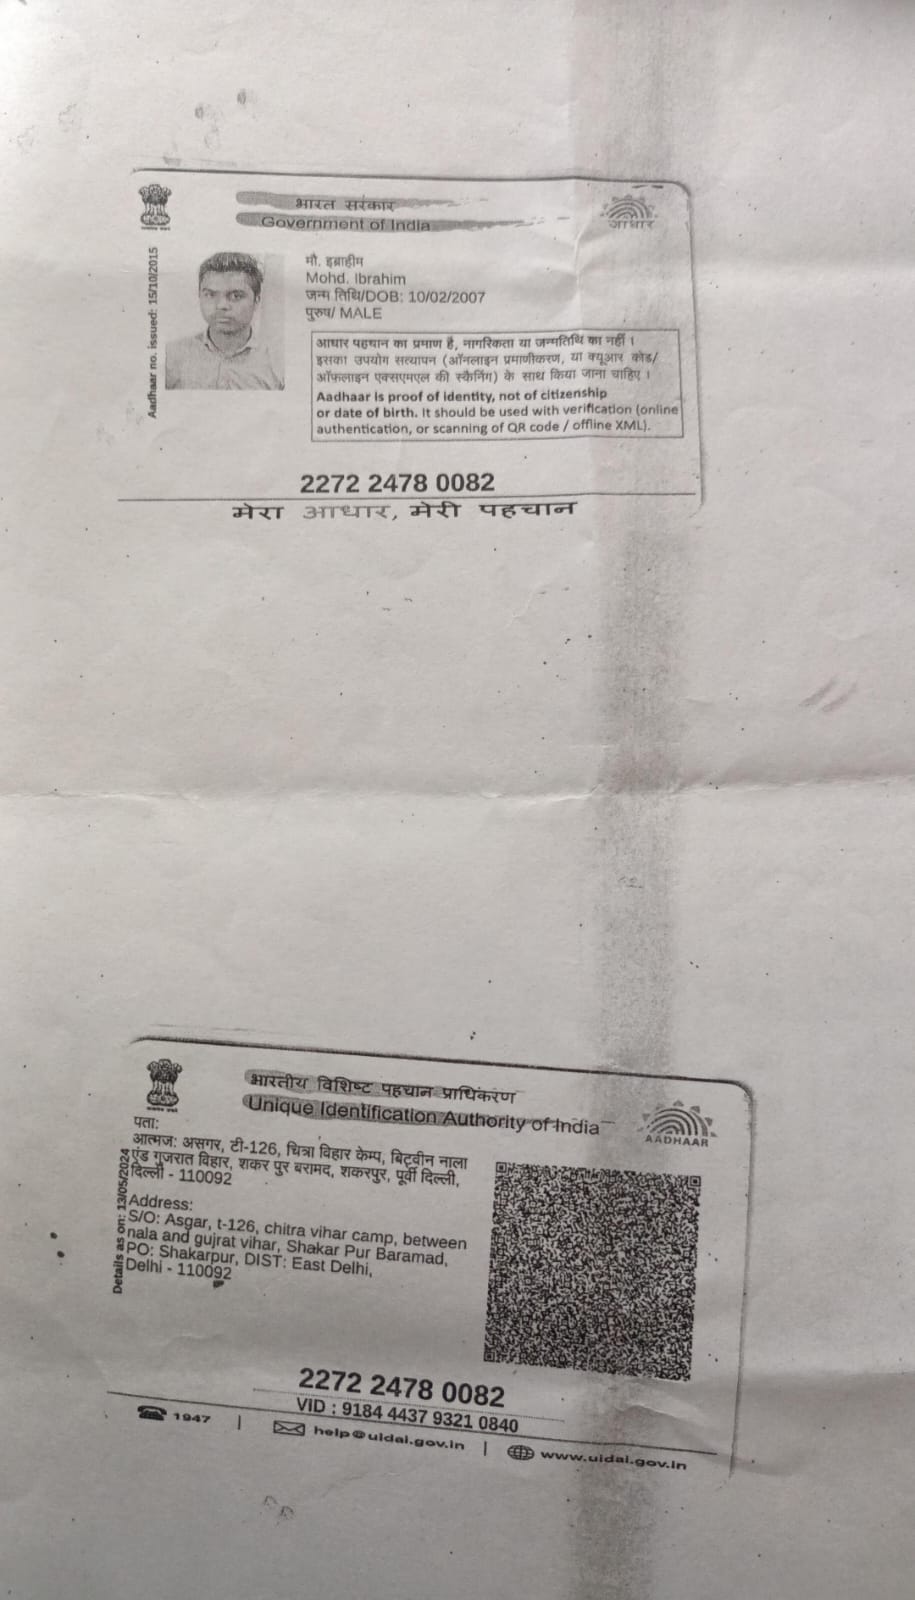 भारत सरकार
Government of India
आधार
Aadhaar no. issued: 15/10/2015
मौ. इब्राहीम
Mohd. Ibrahim
जन्म तिथि/DOB: 10/02/2007
पुरुष/ MALE
आधार पहचान का प्रमाण है, नागरिकता या जन्मतिथि का नहीं ।
इसका उपयोग सत्यापन (ऑनलाइन प्रमाणीकरण, या क्यूआर कोड/
ऑफलाइन एक्सएमएल की स्कैनिंग) के साथ किया जाना चाहिए ।
Aadhaar is proof of identity, not of citizenship
or date of birth. It should be used with verification (online
authentication, or scanning of QR code / offline XML).
2272 2478 0082
मेरा आधार, मेरी पहचान
भारतीय विशिष्ट पहचान प्राधिकरण
Unique Identification Authority of India
AADHAAR
Details as on: 13/05/2024
पता:
आत्मज: असगर, टी-126, चित्रा विहार केम्प, बिट्वीन नाला
एंड गुजरात विहार, शकर पुर बरामद, शकरपुर, पूर्वी दिल्ली,
दिल्ली - 110092
Address:
S/O: Asgar, t-126, chitra vihar camp, between
nala and gujrat vihar, Shakar Pur Baramad,
PO: Shakarpur, DIST: East Delhi,
Delhi - 110092
2272 2478 0082
VID : 9184 4437 9321 0840
1947 | help@uidai.gov.in | www.uidai.gov.in